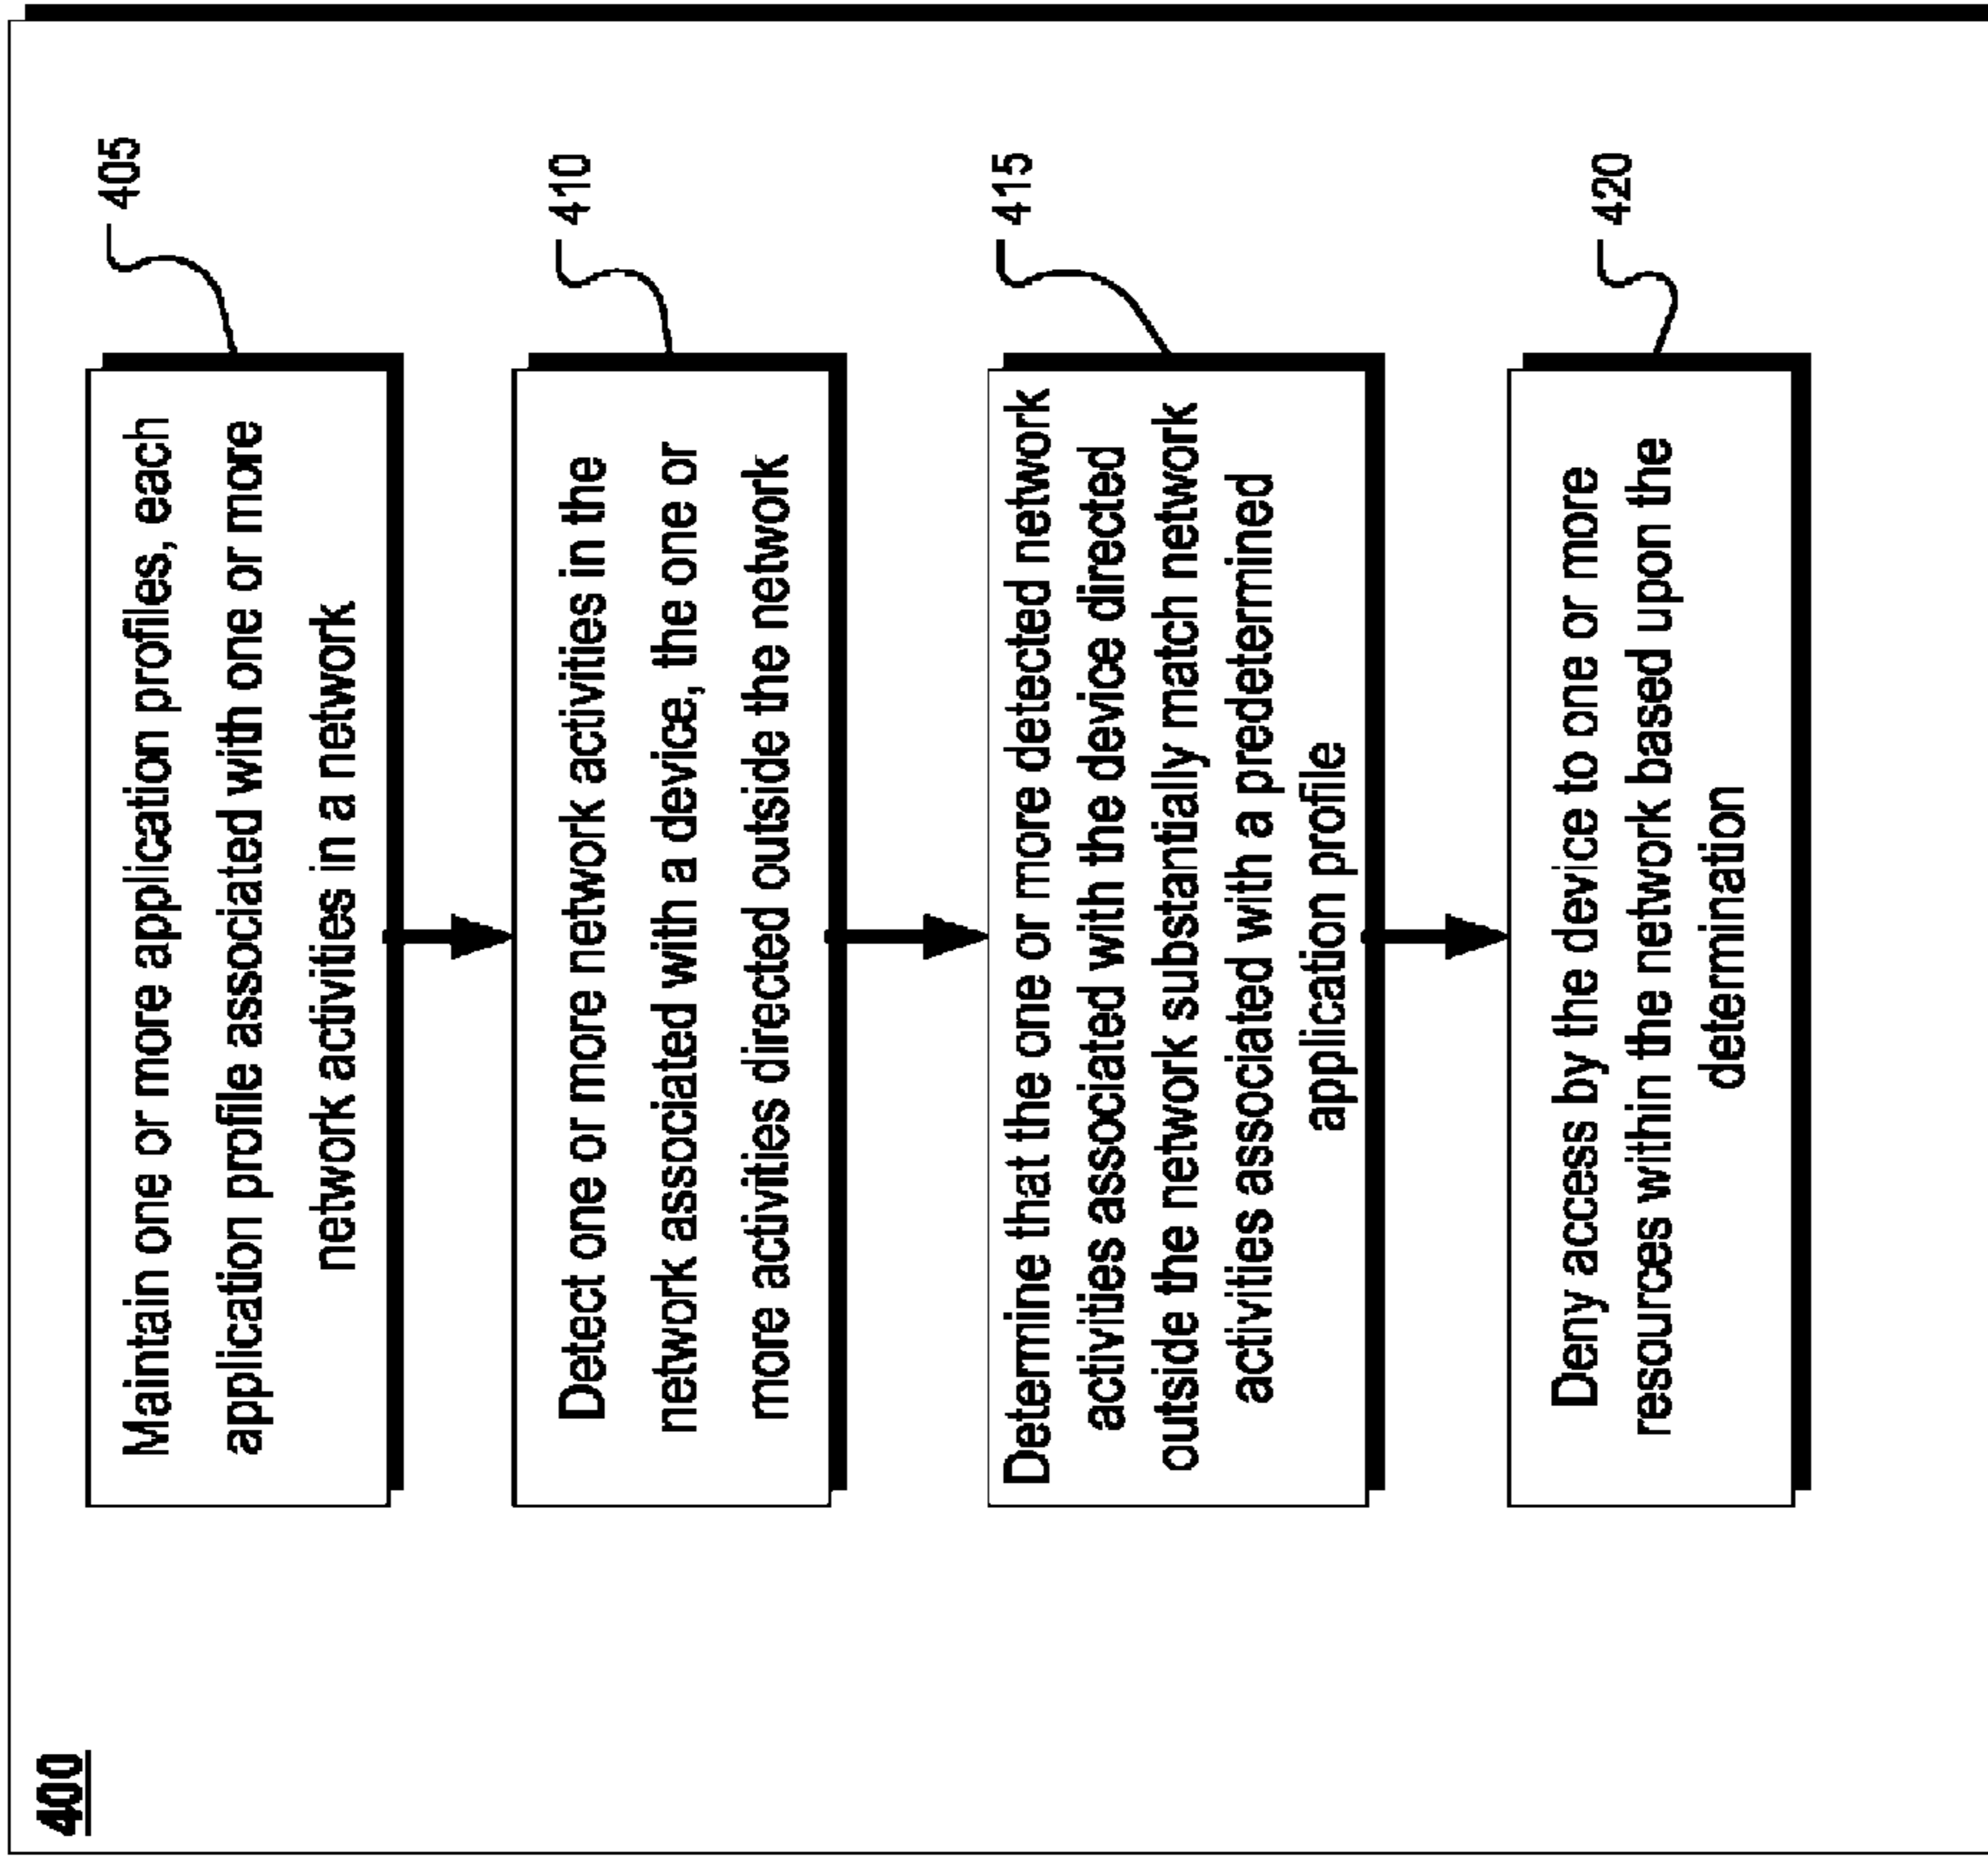 400
Maintain one or more application profiles, each
application profile associated with one or more
network activities in a network
405
Detect one or more network activities in the
network associated with a device, the one or
more activities directed outside the network
410
Determine that the one or more detected network
activities associated with the device directed
outside the network substantially match network
activities associated with a predetermined
application profile
415
Deny access by the device to one or more
resources within the network based upon the
determination
420